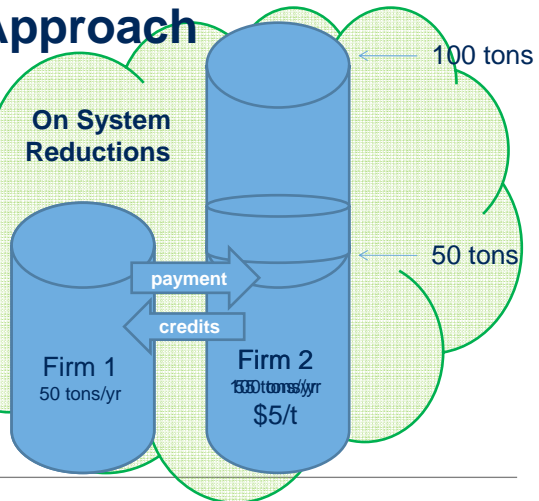 Approach
100 tons
On System
Reductions
50 tons
payment
credits
Firm 1
50 tons/yr
Firm 2
$5/t